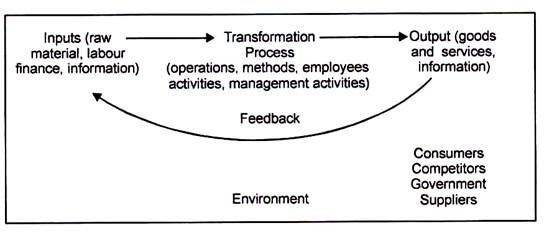 Inputs (raw
material, labour
finance, information)
Transformation
Process
(operations, methods, employees
activities, management activities)
Output (goods
and services,
information)
Feedback
Consumers
Competitors
Government
Suppliers
Environment